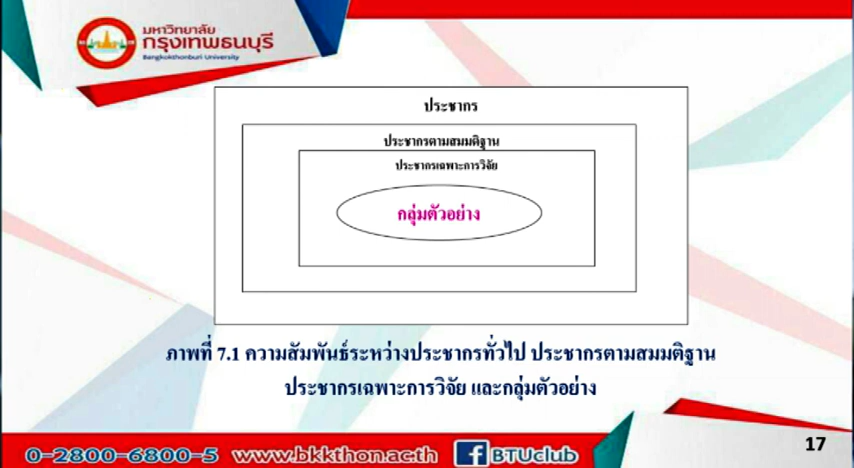 มหาวิทยาลัย
กรุงเทพธนบุรี
Bangkokthonburi University
ประชากร
ประชากรตามสมมติฐาน
ประชากรเฉพาะการวิจัย
กลุ่มตัวอย่าง
ภาพที่ 7.1 ความสัมพันธ์ระหว่างประชากรทั่วไป ประชากรตามสมมติฐาน
ประชากรเฉพาะการวิจัย และกลุ่มตัวอย่าง
0-2800-6800-5 www.bkkthon.ac.th f BTUclub
17